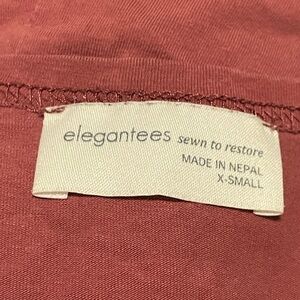 elegantees sewn to restore
MADE IN NEPAL
X-SMALL